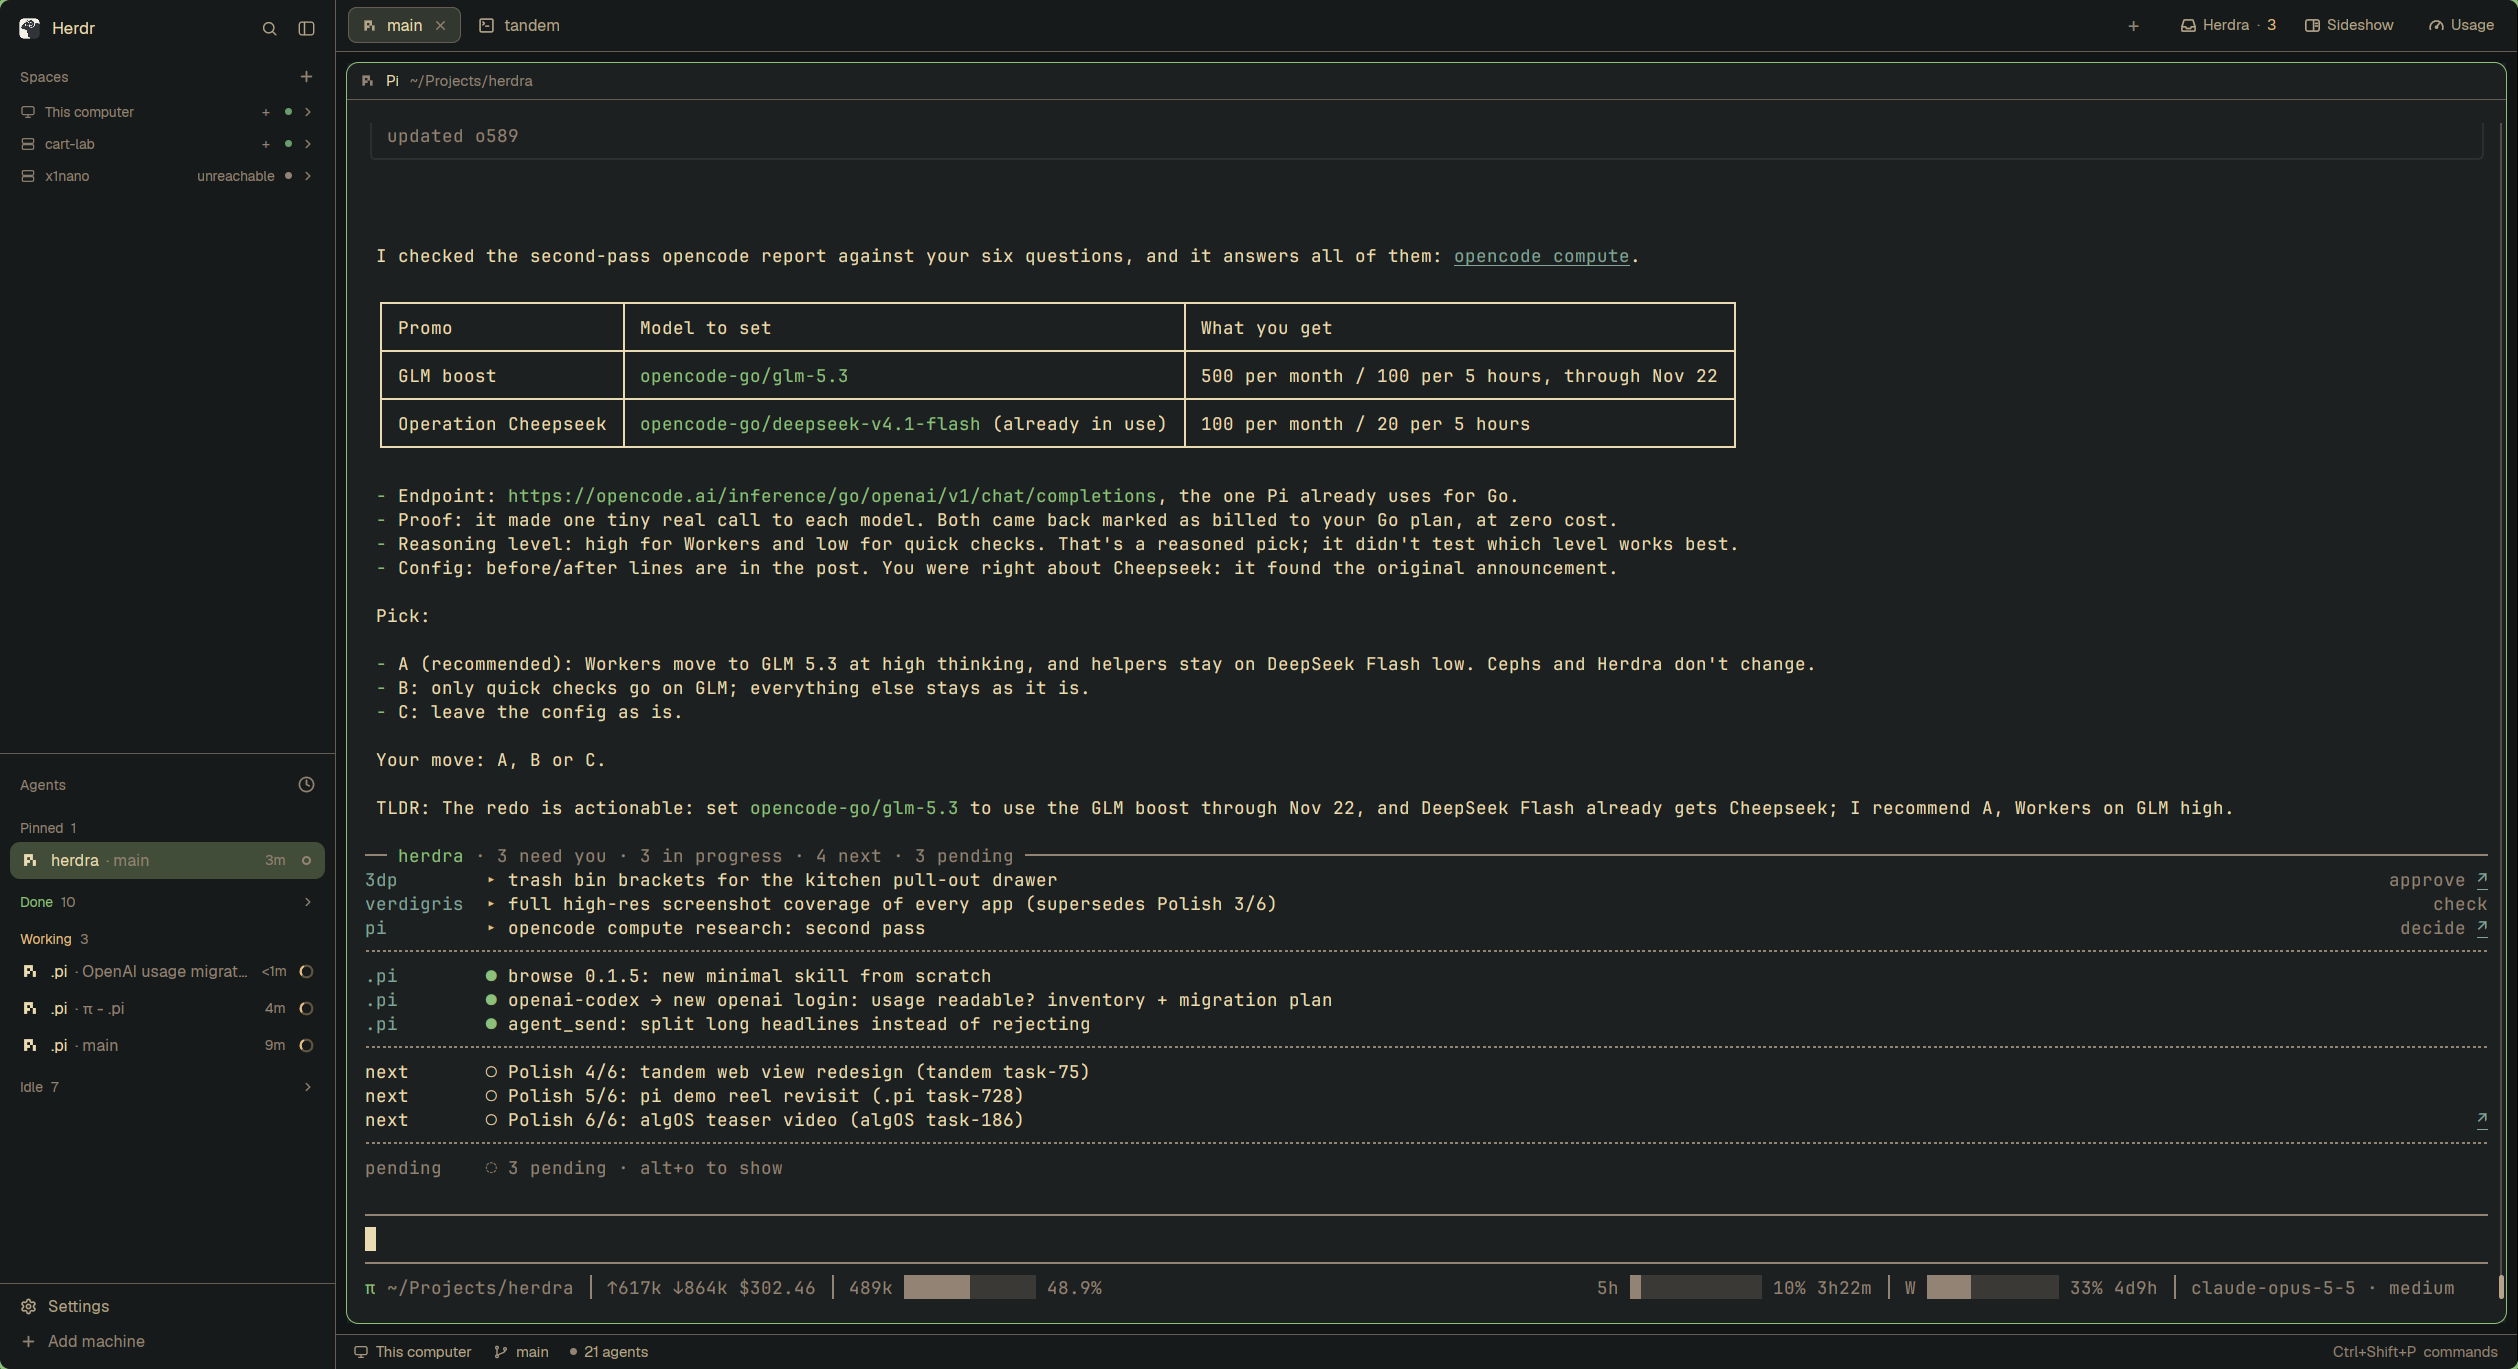 Herdr
Spaces
This computer
cart-lab
x1nano unreachable
Agents
Pinned 1
herdra · main 3m
Done 10
Working 3
.pi · OpenAI usage migrat... <1m
.pi · π - .pi 4m
.pi · main 9m
Idle 7
Settings
+ Add machine
main × tandem
+ Herdra · 3 Sideshow Usage
Pi ~/Projects/herdra
updated o589
I checked the second-pass opencode report against your six questions, and it answers all of them: opencode compute.
Promo Model to set What you get
GLM boost opencode-go/glm-5.3 500 per month / 100 per 5 hours, through Nov 22
Operation Cheepseek opencode-go/deepseek-v4.1-flash (already in use) 100 per month / 20 per 5 hours
- Endpoint: https://opencode.ai/inference/go/openai/v1/chat/completions, the one Pi already uses for Go.
- Proof: it made one tiny real call to each model. Both came back marked as billed to your Go plan, at zero cost.
- Reasoning level: high for Workers and low for quick checks. That's a reasoned pick; it didn't test which level works best.
- Config: before/after lines are in the post. You were right about Cheepseek: it found the original announcement.
Pick:
- A (recommended): Workers move to GLM 5.3 at high thinking, and helpers stay on DeepSeek Flash low. Cephs and Herdra don't change.
- B: only quick checks go on GLM; everything else stays as it is.
- C: leave the config as is.
Your move: A, B or C.
TLDR: The redo is actionable: set opencode-go/glm-5.3 to use the GLM boost through Nov 22, and DeepSeek Flash already gets Cheepseek; I recommend A, Workers on GLM high.
herdra · 3 need you · 3 in progress · 4 next · 3 pending
3dp ▸ trash bin brackets for the kitchen pull-out drawer approve ↗
verdigris ▸ full high-res screenshot coverage of every app (supersedes Polish 3/6) check
pi ▸ opencode compute research: second pass decide ↗
.pi ● browse 0.1.5: new minimal skill from scratch
.pi ● openai-codex → new openai login: usage readable? inventory + migration plan
.pi ● agent_send: split long headlines instead of rejecting
next ○ Polish 4/6: tandem web view redesign (tandem task-75)
next ○ Polish 5/6: pi demo reel revisit (.pi task-728)
next ○ Polish 6/6: algOS teaser video (algOS task-186) ↗
pending ◌ 3 pending · alt+o to show
π ~/Projects/herdra │ ↑617k ↓864k $302.46 │ 489k 48.9% 5h 10% 3h22m │ W 33% 4d9h │ claude-opus-5-5 · medium
This computer main 21 agents Ctrl+Shift+P commands